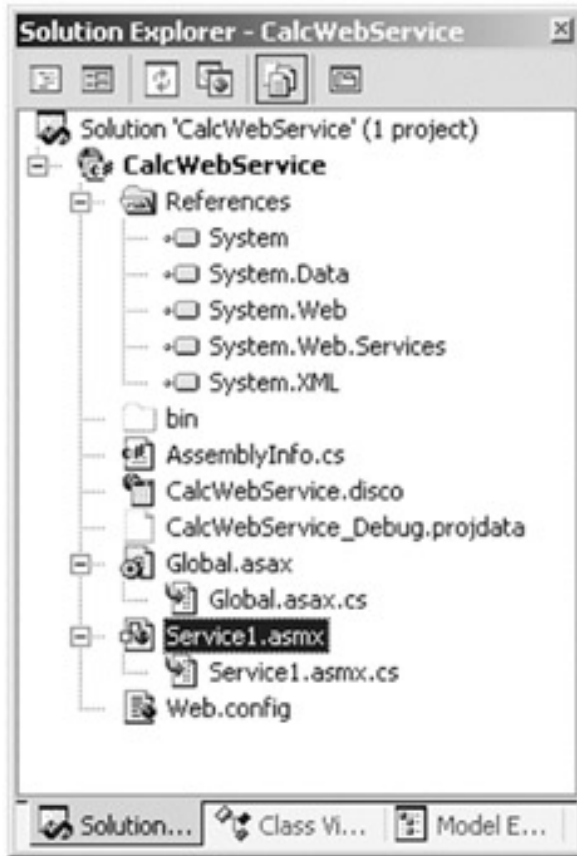 Solution Explorer - CalcWebService
Solution 'CalcWebService' (1 project)
CalcWebService
References
System
System.Data
System.Web
System.Web.Services
System.XML
bin
AssemblyInfo.cs
CalcWebService.disco
CalcWebService_Debug.projdata
Global.asax
Global.asax.cs
Service1.asmx
Service1.asmx.cs
Web.config
Solution... Class Vi... Model E...